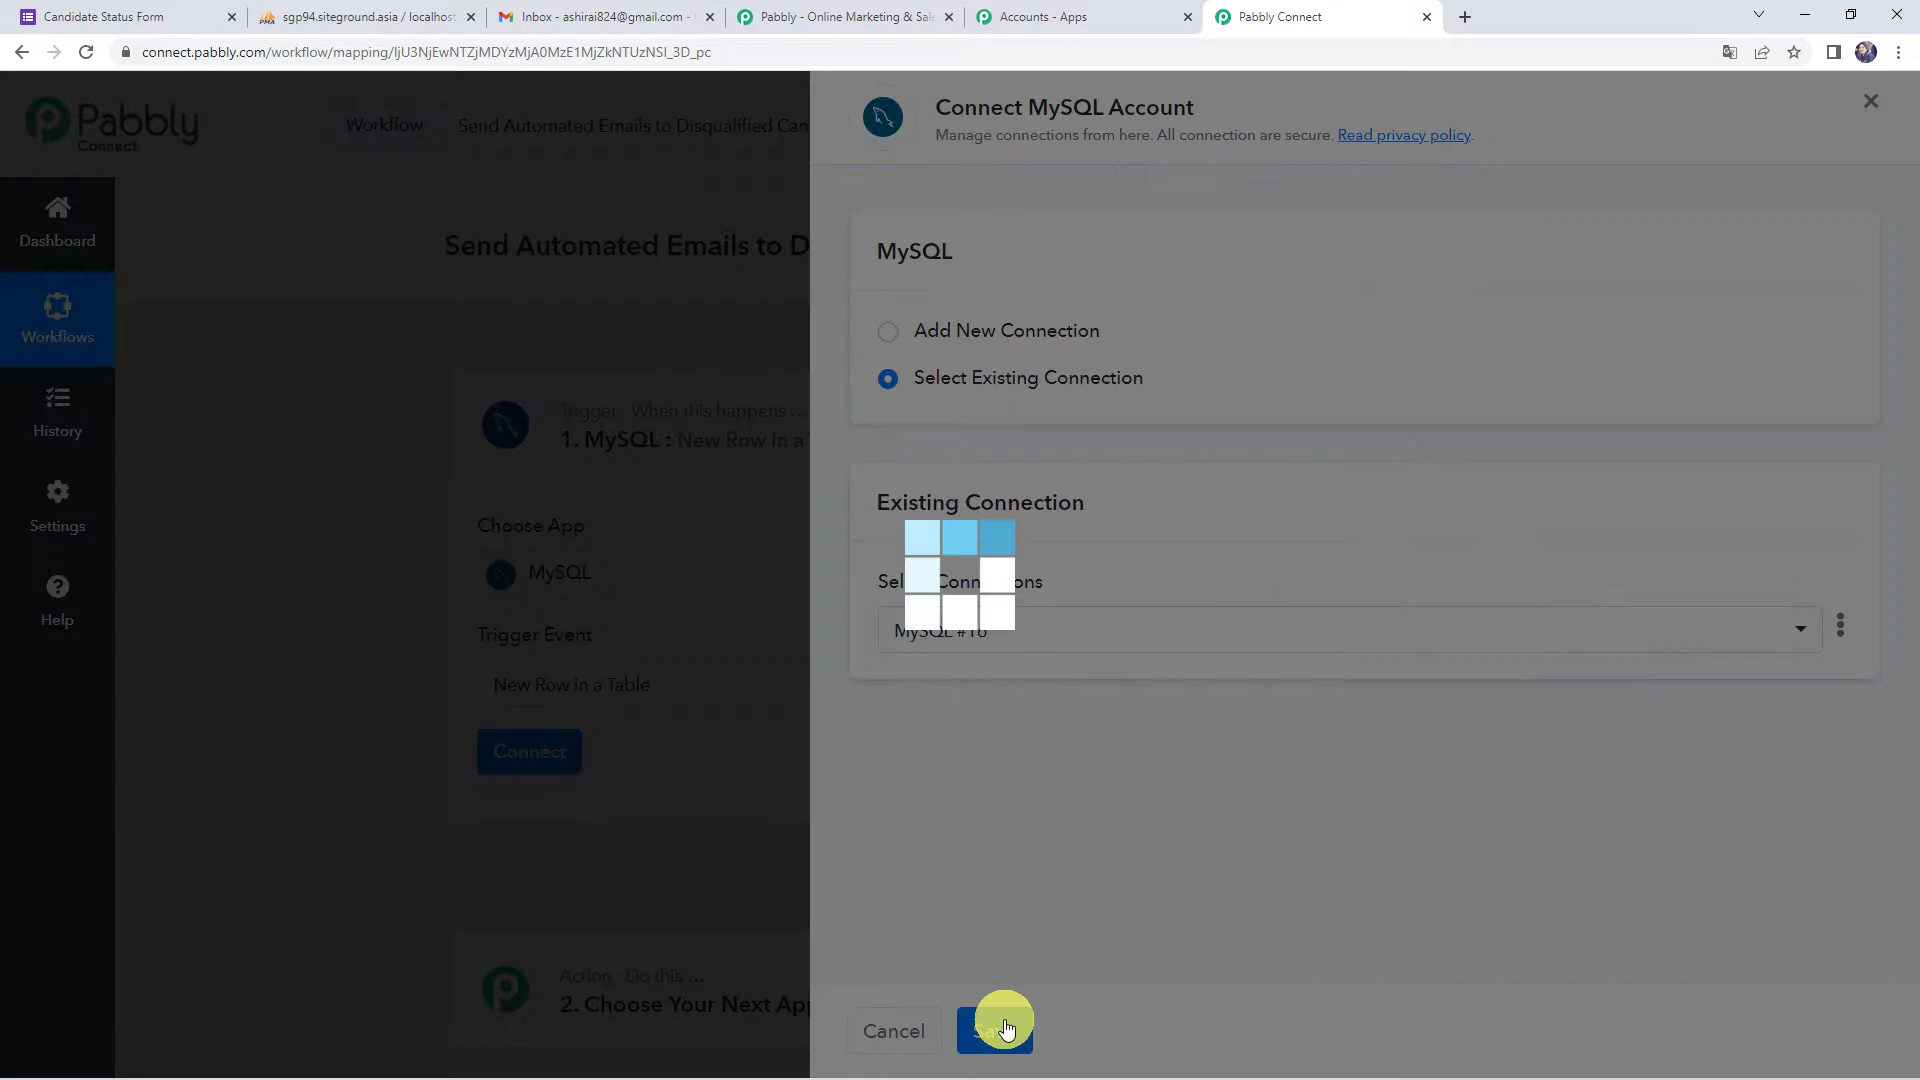 Candidate Status Form
sgp94.siteground.asia / localhost
Inbox - ashirai824@gmail.com -
Pabbly - Online Marketing & Sale
Accounts - Apps
Pabbly Connect
connect.pabbly.com/workflow/mapping/IjU3NjEwNTZjMDYzMjA0MzE1MjZkNTUzNSI_3D_pc
Pabbly
Connect
Workflow
Send Automated Emails to Disqualified Can
Connect MySQL Account
Manage connections from here. All connection are secure. Read privacy policy.
Dashboard
Workflows
History
Settings
Help
Send Automated Emails to D
Trigger : When this happens ...
1. MySQL : New Row in a
Choose App
MySQL
Trigger Event
New Row in a Table
Connect
Action : Do this ...
2. Choose Your Next App
MySQL
Add New Connection
Select Existing Connection
Existing Connection
MySQL #16
Cancel